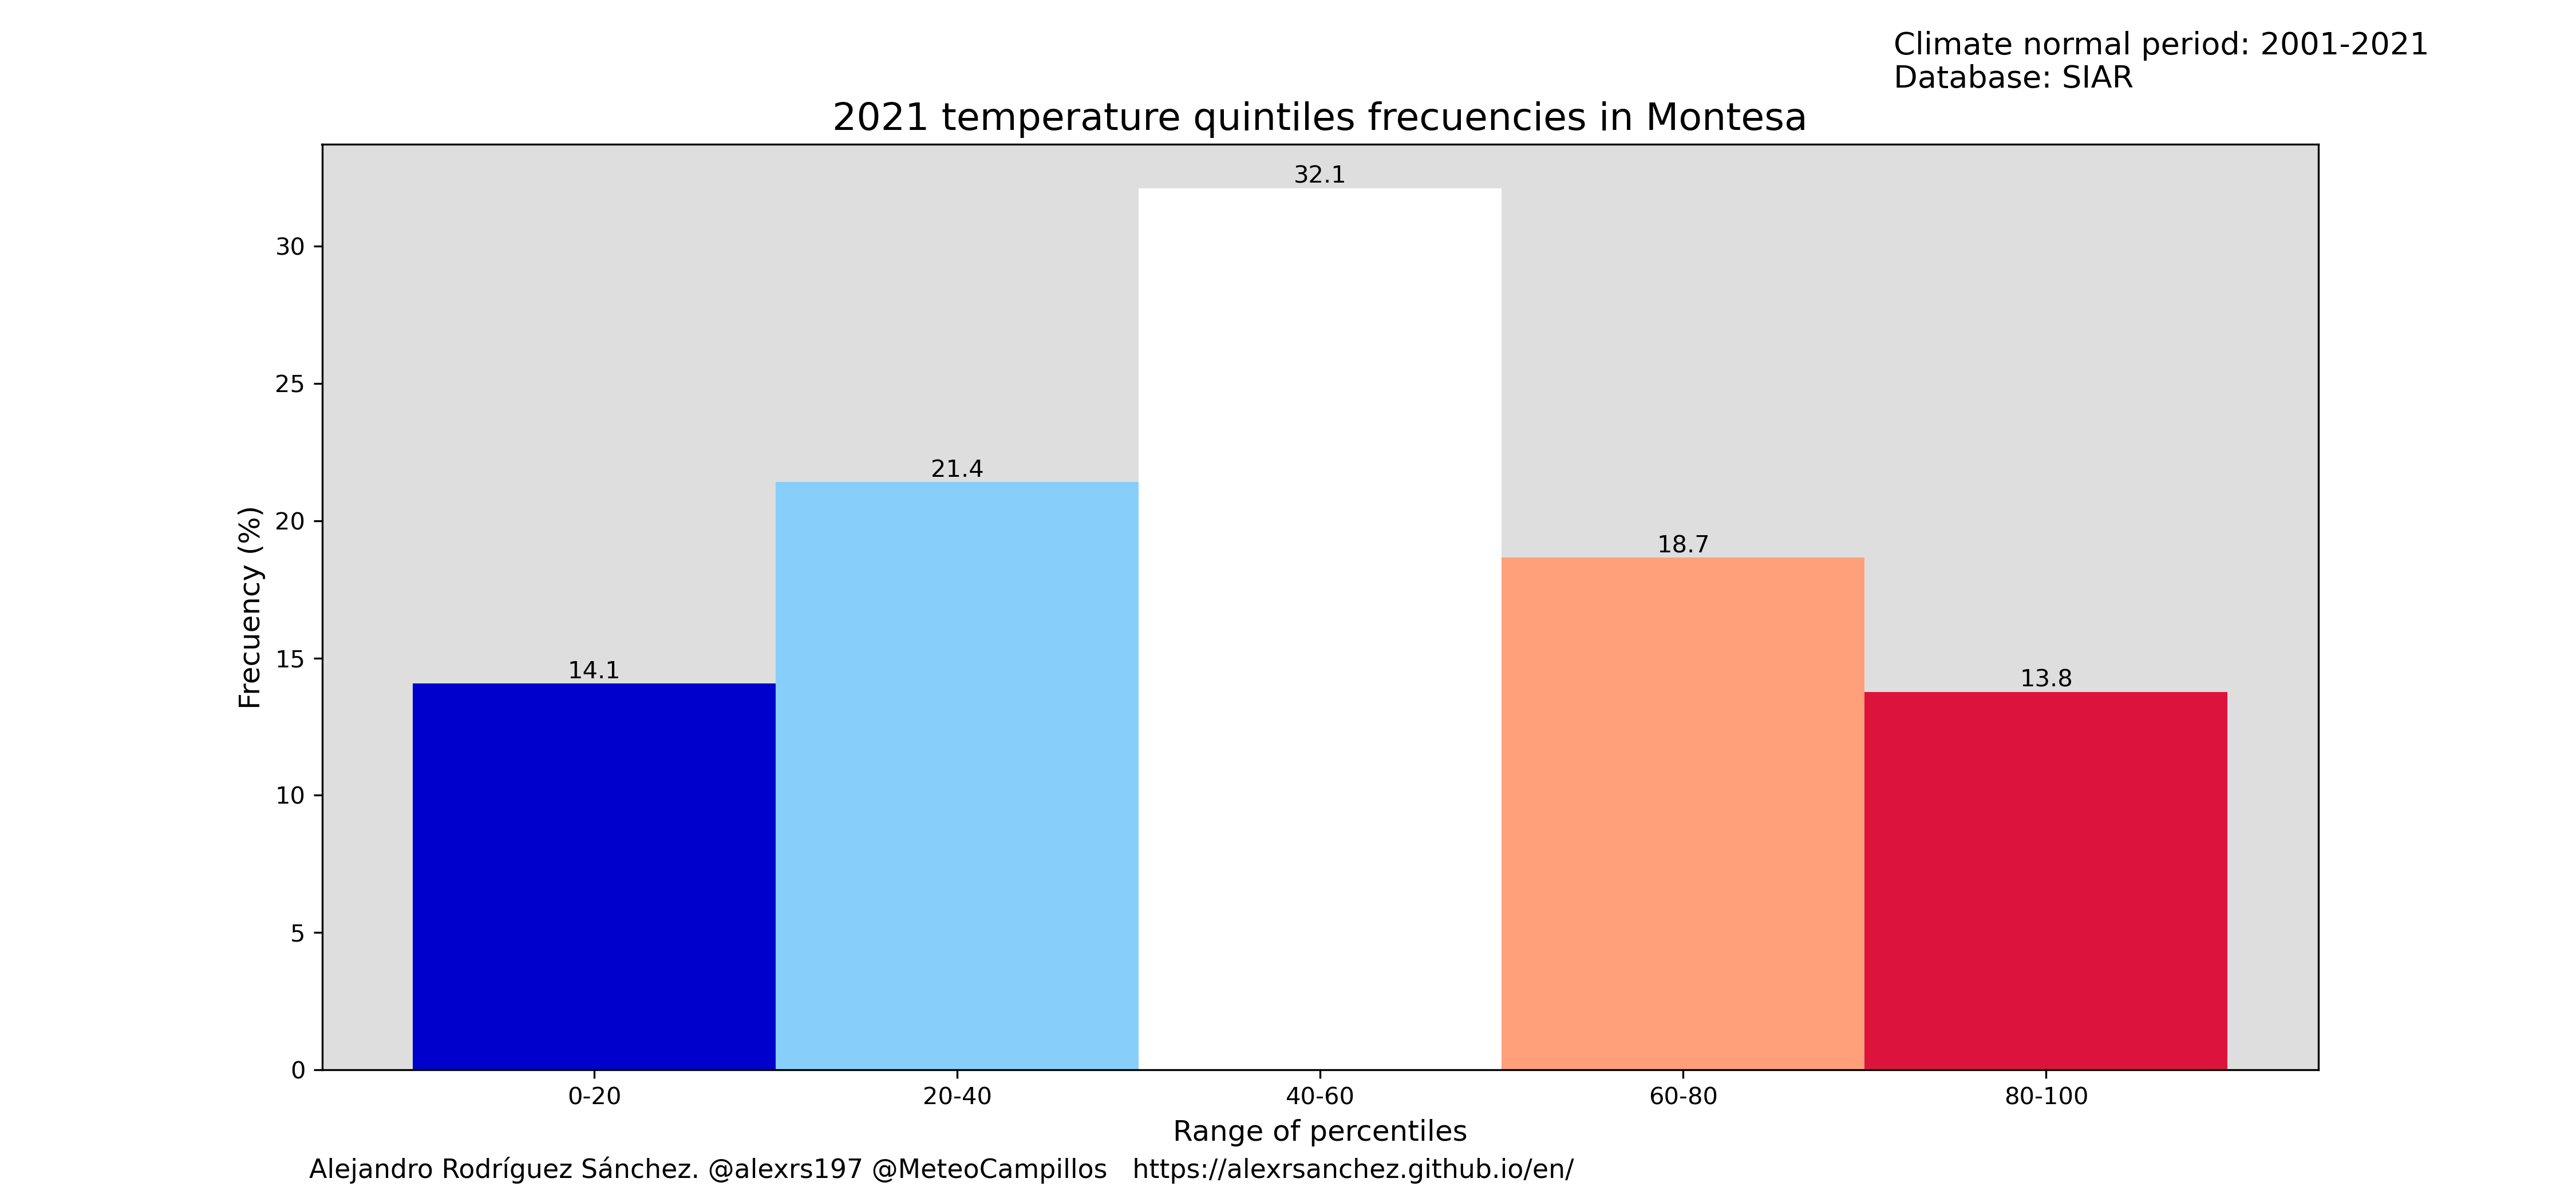 Climate normal period: 2001-2021
Database: SIAR
2021 temperature quintiles frecuencies in Montesa
Frecuency (%)
30
25
20
15
10
5
0
14.1
21.4
32.1
18.7
13.8
0-20
20-40
40-60
60-80
80-100
Range of percentiles
Alejandro Rodríguez Sánchez. @alexrs197 @MeteoCampillos   https://alexrsanchez.github.io/en/